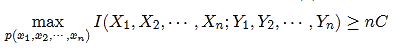 max I(X₁, X₂, ⋯, Xₙ; Y₁, Y₂, ⋯, Yₙ) ≥ nC
p(x₁,x₂,⋯,xₙ)